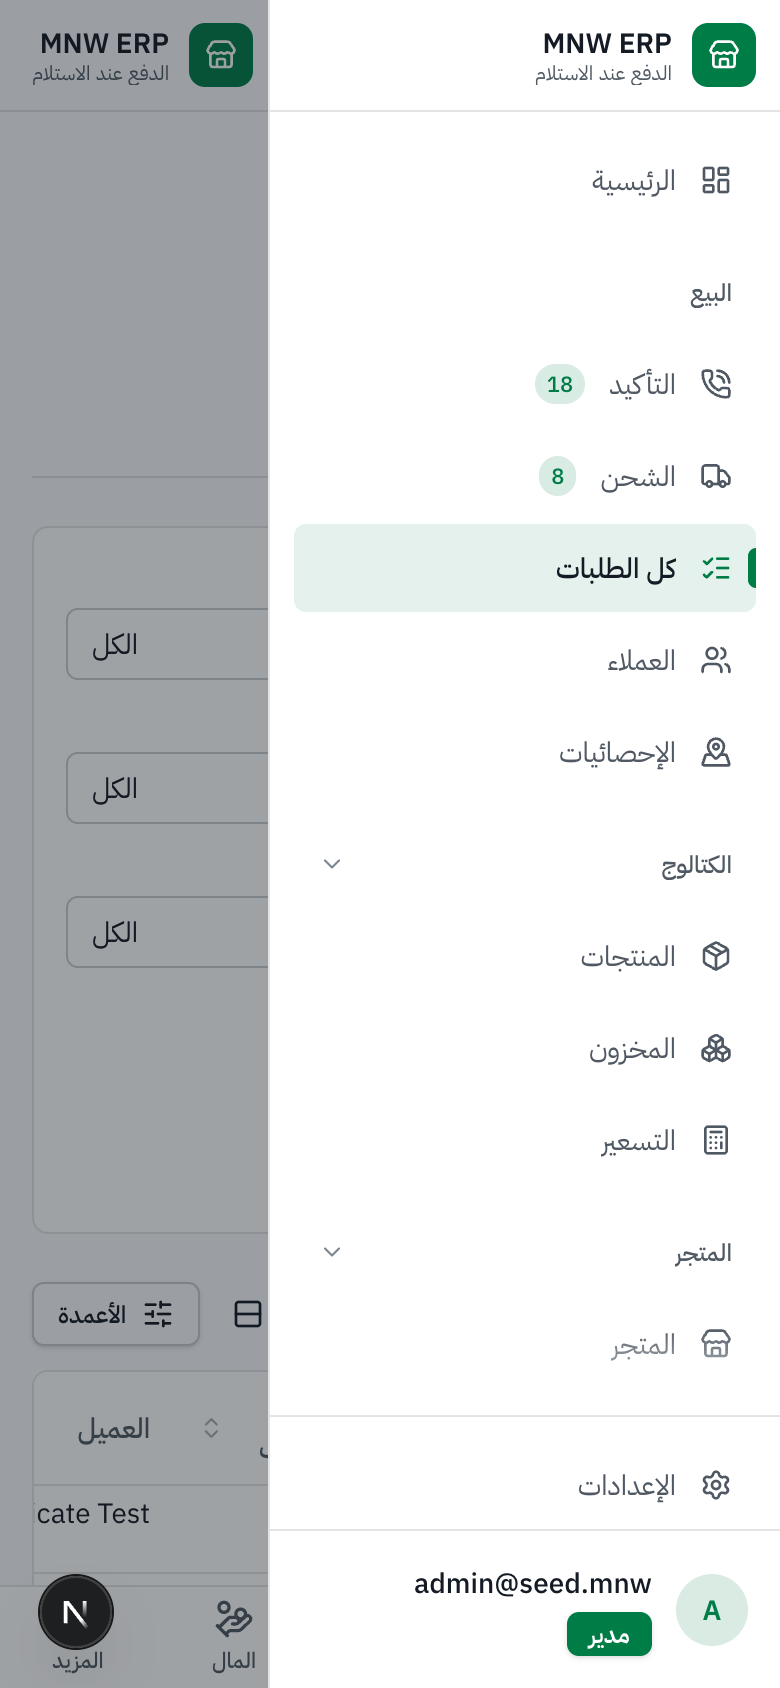 MNW ERP
الدفع عند الاستلام
الرئيسية
البيع
التأكيد 18
الشحن 8
كل الطلبات
العملاء
الإحصائيات
الكتالوج
المنتجات
المخزون
التسعير
المتجر
المتجر
الإعدادات
admin@seed.mnw
A
مدير
MNW ERP
الدفع عند الاستلام
الكل
الكل
الكل
الأعمدة
العميل
cate Test
المال
المزيد
N